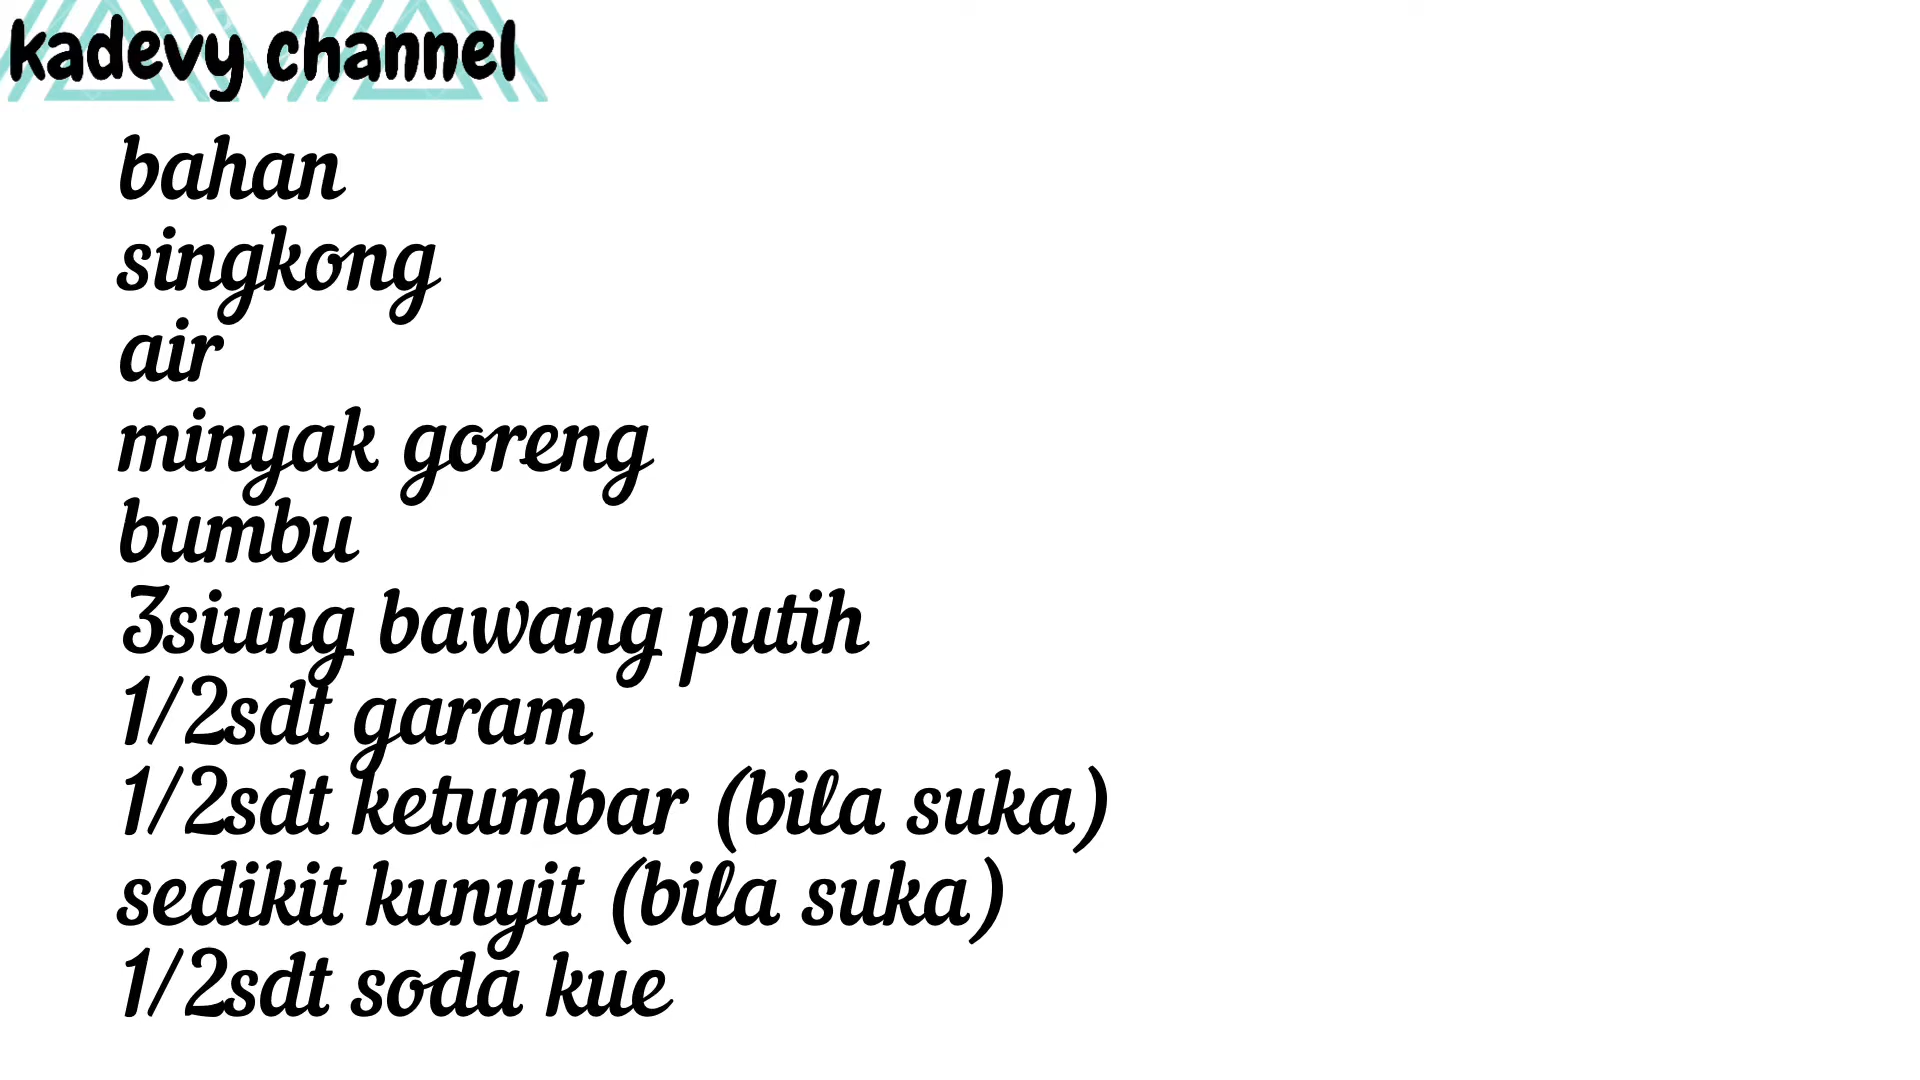 kadevy channel
bahan
singkong
air
minyak goreng
bumbu
3siung bawang putih
1/2sdt garam
1/2sdt ketumbar (bila suka)
sedikit kunyit (bila suka)
1/2sdt soda kue